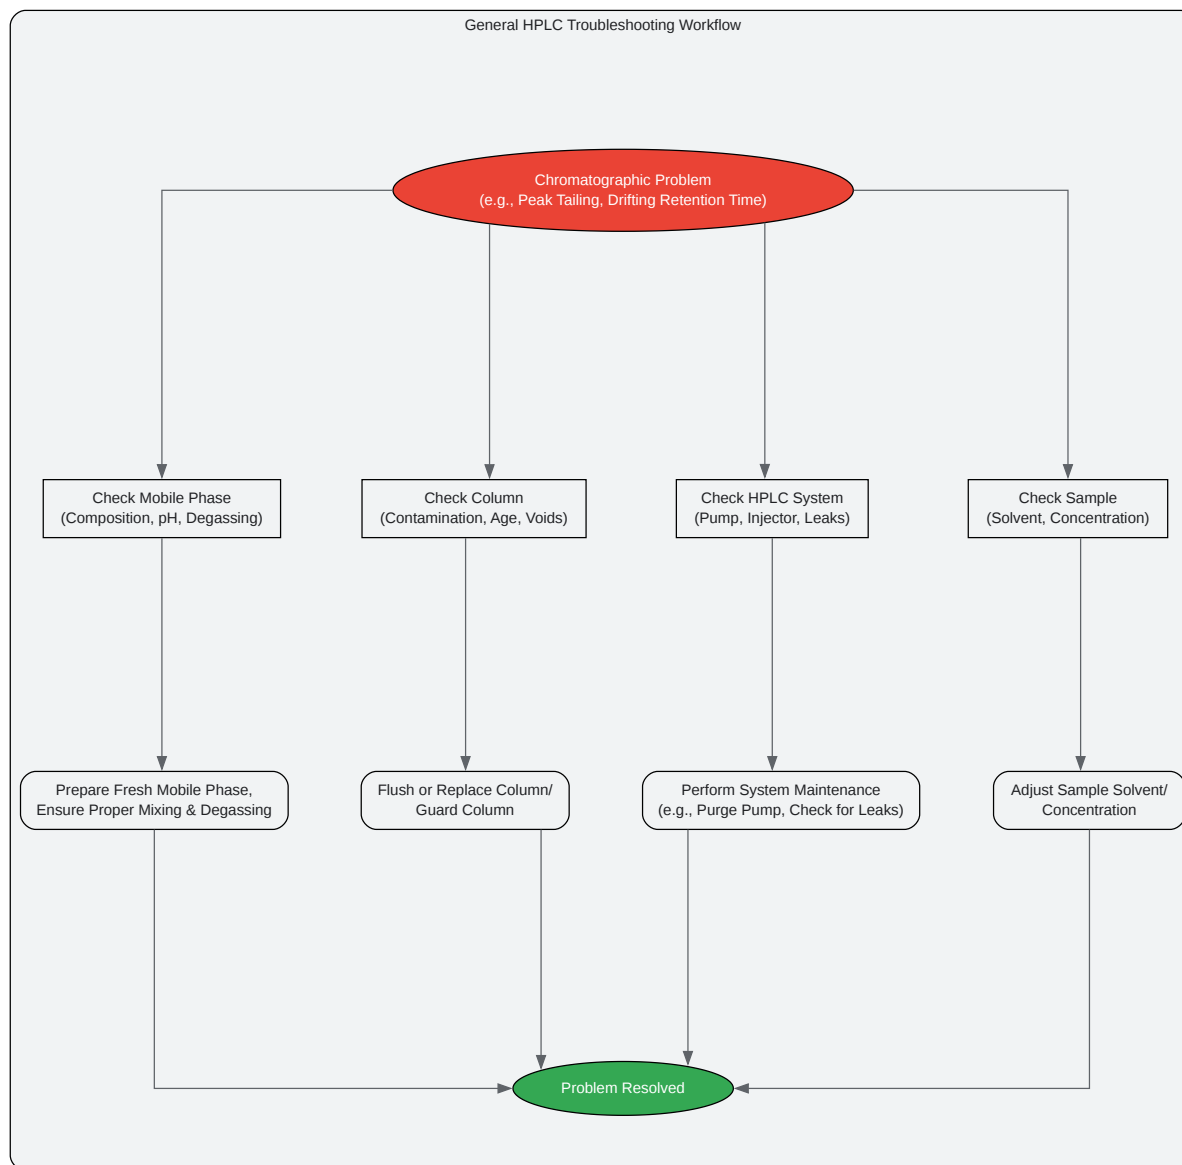 General HPLC Troubleshooting Workflow
Chromatographic Problem
(e.g., Peak Tailing, Drifting Retention Time)
Check Mobile Phase
(Composition, pH, Degassing)
Check Column
(Contamination, Age, Voids)
Check HPLC System
(Pump, Injector, Leaks)
Check Sample
(Solvent, Concentration)
Prepare Fresh Mobile Phase,
Ensure Proper Mixing & Degassing
Flush or Replace Column/
Guard Column
Perform System Maintenance
(e.g., Purge Pump, Check for Leaks)
Adjust Sample Solvent/
Concentration
Problem Resolved